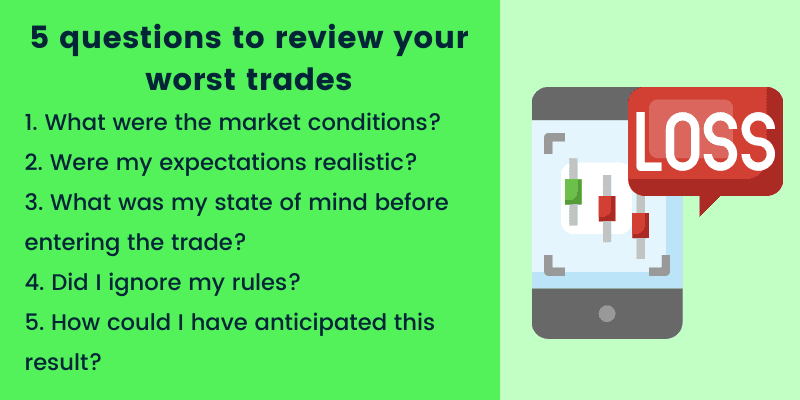 5 questions to review your
worst trades
1. What were the market conditions?
2. Were my expectations realistic?
3. What was my state of mind before
entering the trade?
4. Did I ignore my rules?
5. How could I have anticipated this
result?
LOSS